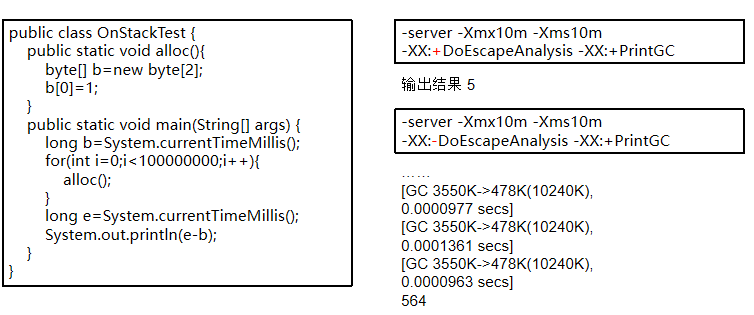 public class OnStackTest {
public static void alloc(){
byte[] b=new byte[2];
b[0]=1;
}
public static void main(String[] args) {
long b=System.currentTimeMillis();
for(int i=0;i<100000000;i++){
alloc();
}
long e=System.currentTimeMillis();
System.out.println(e-b);
}
}
-server -Xmx10m -Xms10m
-XX:+DoEscapeAnalysis -XX:+PrintGC
输出结果 5
-server -Xmx10m -Xms10m
-XX:-DoEscapeAnalysis -XX:+PrintGC
……
[GC 3550K->478K(10240K),
0.0000977 secs]
[GC 3550K->478K(10240K),
0.0001361 secs]
[GC 3550K->478K(10240K),
0.0000963 secs]
564